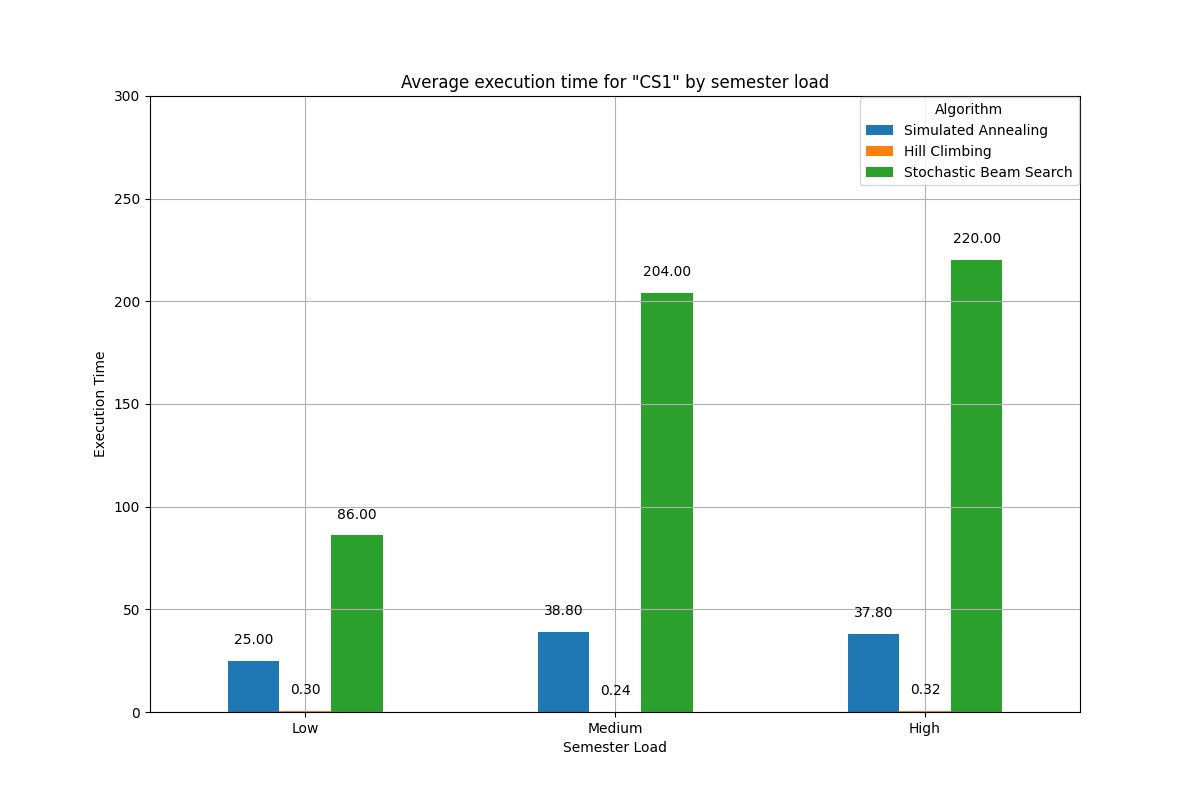 Average execution time for "CS1" by semester load
Algorithm
Simulated Annealing
Hill Climbing
Stochastic Beam Search
Execution Time
300
250
200
150
100
50
0
25.00
0.30
86.00
38.80
0.24
204.00
37.80
0.32
220.00
Low
Medium
High
Semester Load